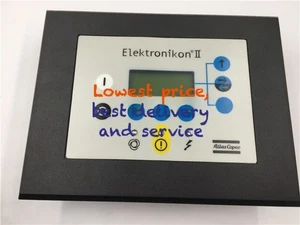 Elektronikon® II
Lowest price,
best delivery
and service
Atlas Copco